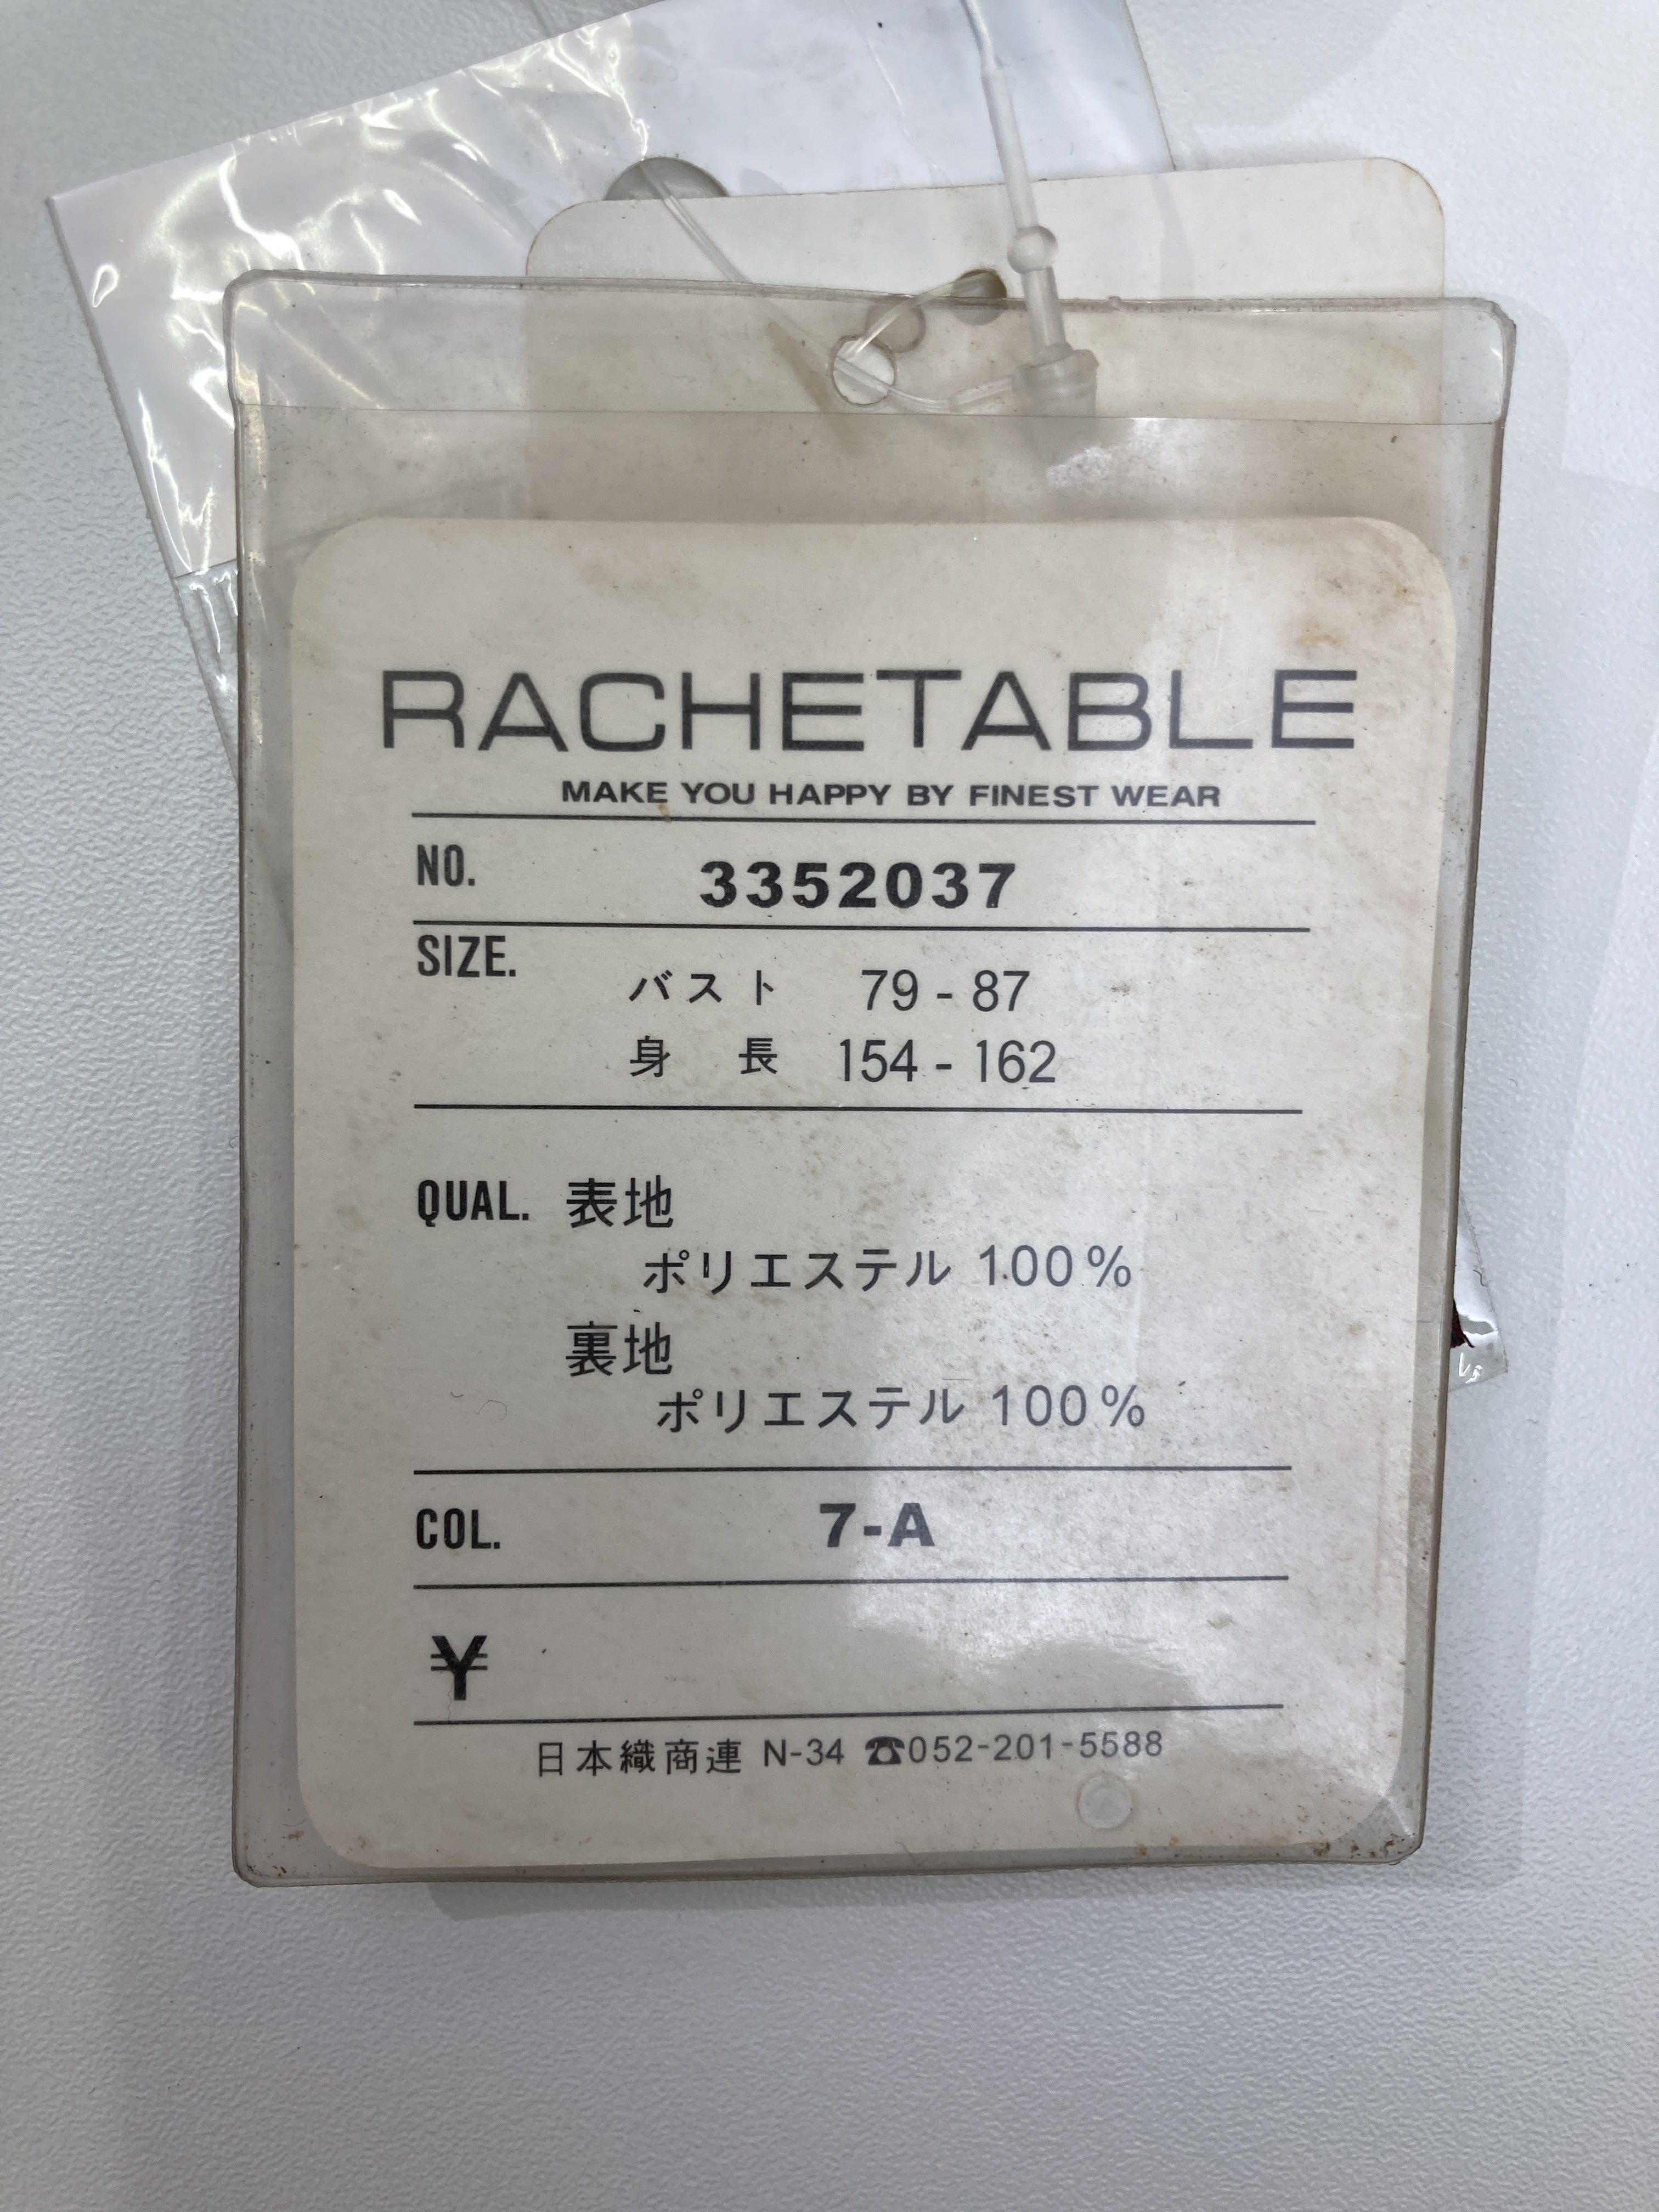 RACHETABLE
MAKE YOU HAPPY BY FINEST WEAR
NO. 3352037
SIZE. バスト 79 - 87
身 長 154 - 162
QUAL. 表地
ポリエステル 100%
裏地
ポリエステル 100%
COL. 7-A
¥
日本織商連 N-34 ☎052-201-5588